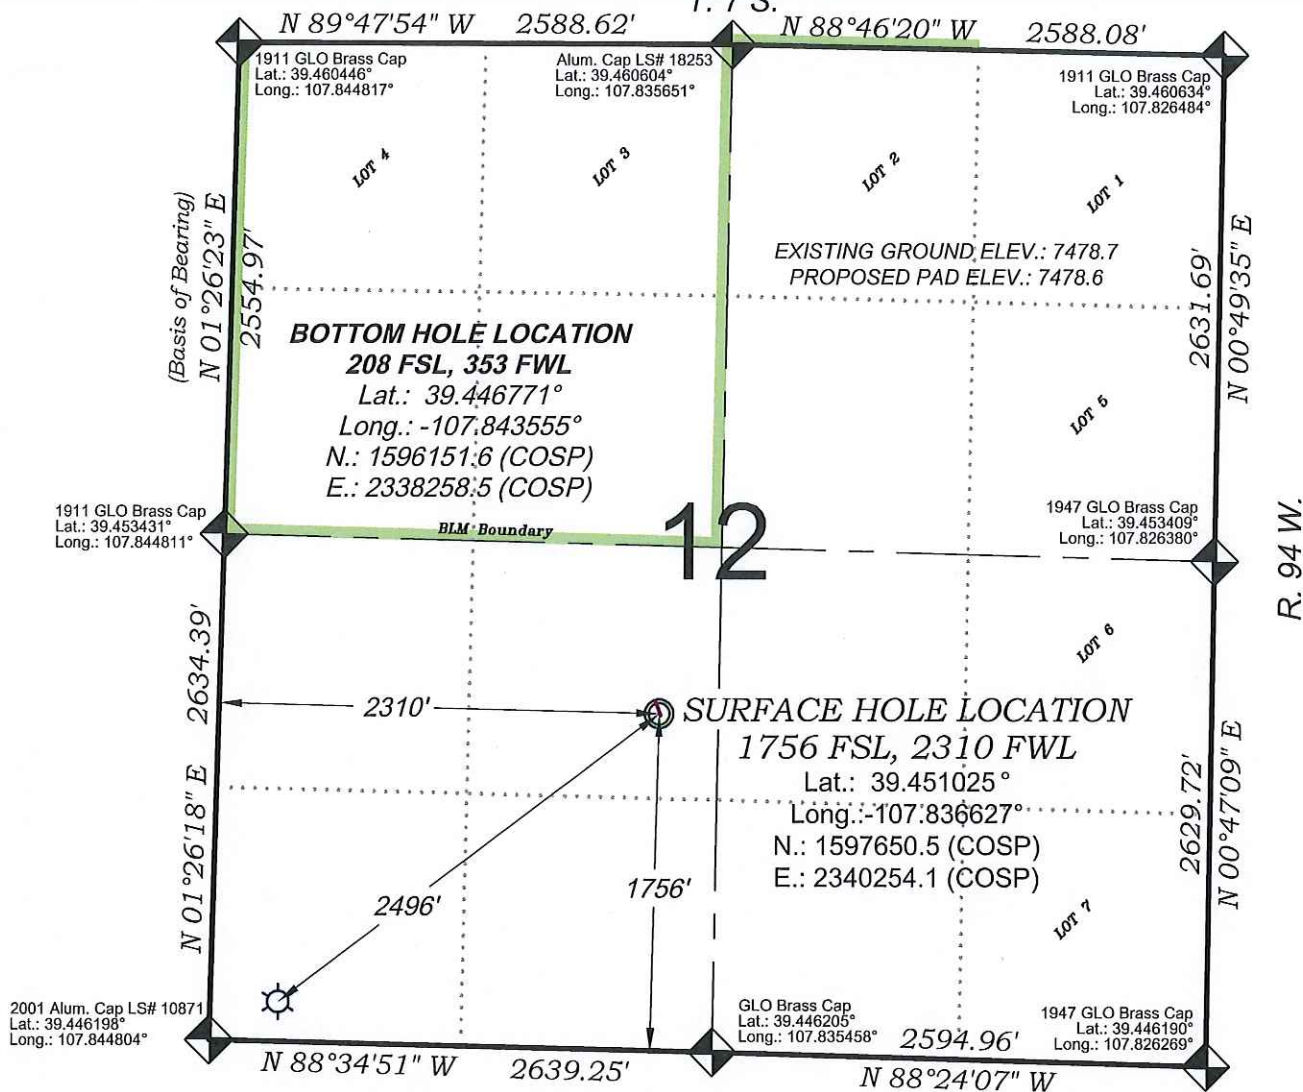 T. 7 S.
N 89°47'54" W 2588.62' N 88°46'20" W 2588.08'
1911 GLO Brass Cap
Lat.: 39.460446°
Long.: 107.844817°
Alum. Cap LS# 18253
Lat.: 39.460604°
Long.: 107.835651°
1911 GLO Brass Cap
Lat.: 39.460634°
Long.: 107.826484°
LOT 4
LOT 3
LOT 2
LOT 1
(Basis of Bearing)
N 01°26'23" E
2554.97'
EXISTING GROUND ELEV.: 7478.7
PROPOSED PAD ELEV.: 7478.6
2631.69'
N 00°49'35" E
BOTTOM HOLE LOCATION
208 FSL, 353 FWL
Lat.: 39.446771°
Long.: -107.843555°
N.: 1596151.6 (COSP)
E.: 2338258.5 (COSP)
LOT 5
1911 GLO Brass Cap
Lat.: 39.453431°
Long.: 107.844811°
BLM Boundary
12
1947 GLO Brass Cap
Lat.: 39.453409°
Long.: 107.826380°
R. 94 W.
LOT 6
2634.39'
N 01°26'18" E
2310'
SURFACE HOLE LOCATION
1756 FSL, 2310 FWL
Lat.: 39.451025°
Long.:-107.836627°
N.: 1597650.5 (COSP)
E.: 2340254.1 (COSP)
2629.72'
N 00°47'09" E
2496'
1756'
LOT 7
2001 Alum. Cap LS# 10871
Lat.: 39.446198°
Long.: 107.844804°
GLO Brass Cap
Lat.: 39.446205°
Long.: 107.835458°
1947 GLO Brass Cap
Lat.: 39.446190°
Long.: 107.826269°
N 88°34'51" W 2639.25'
2594.96'
N 88°24'07" W